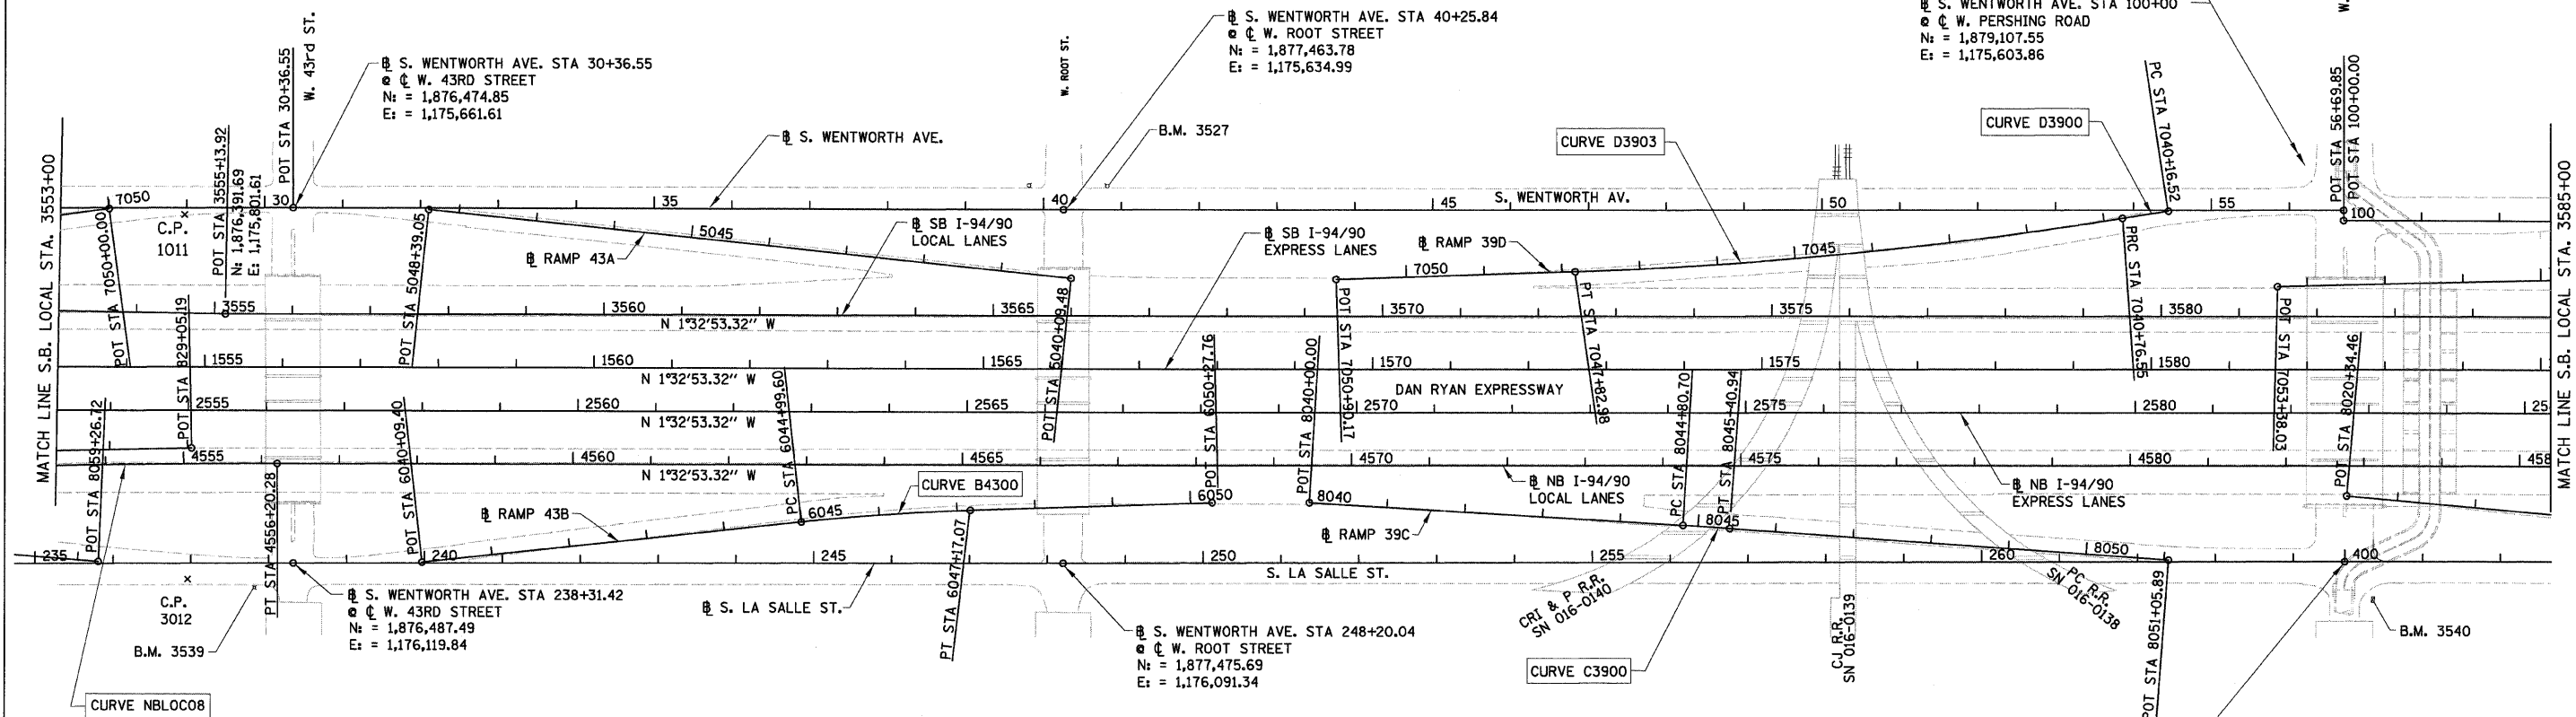 ℄ S. WENTWORTH AVE. STA 100+00
@ ℄ W. PERSHING ROAD
N: = 1,879,107.55
E: = 1,175,603.86
W.
B̲L S. WENTWORTH AVE. STA 40+25.84
@ ℄ W. ROOT STREET
N: = 1,877,463.78
E: = 1,175,634.99
B̲L S. WENTWORTH AVE. STA 30+36.55
@ ℄ W. 43RD STREET
N: = 1,876,474.85
E: = 1,175,661.61
POT STA 30+36.55
W. 43rd ST.
W. ROOT ST.
B.M. 3527
B̲L S. WENTWORTH AVE.
CURVE D3903
CURVE D3900
PC STA 7040+16.52
POT STA 56+69.85
POT STA 100+00.00
MATCH LINE S.B. LOCAL STA. 3553+00
MATCH LINE S.B. LOCAL STA. 3585+00
7050
30
35
40
45
S. WENTWORTH AV.
50
55
100
C.P.
1011
POT STA 7050+00.00
POT STA 3555+13.92
N: 1,876,391.69
E: 1,175,801.61
POT STA 5048+39.05
B̲L RAMP 43A
5045
B̲L SB I-94/90
LOCAL LANES
B̲L SB I-94/90
EXPRESS LANES
B̲L RAMP 39D
7050
7045
PRC STA 7040+76.55
3555
3560
N 1°32'53.32" W
3565
3570
3575
3580
POT STA 5040+09.48
POT STA 7050+90.17
PT STA 7047+82.98
POT STA 7053+38.03
POT STA 829+05.19
1555
1560
N 1°32'53.32" W
1565
1570
1575
1580
DAN RYAN EXPRESSWAY
2555
2560
N 1°32'53.32" W
2565
2570
2575
2580
25
POT STA 8059+26.72
POT STA 6040+09.40
PC STA 6044+99.60
POT STA 6050+27.76
POT STA 8040+00.00
PC STA 8044+80.70
PT STA 8045+40.94
POT STA 8020+34.46
4555
4560
N 1°32'53.32" W
4565
4570
4575
4580
458
PT STA 4556+20.28
B̲L RAMP 43B
6045
CURVE B4300
6050
8040
B̲L NB I-94/90
LOCAL LANES
B̲L NB I-94/90
EXPRESS LANES
B̲L RAMP 39C
8045
8050
235
240
245
250
S. LA SALLE ST.
255
260
400
C.P.
3012
B.M. 3539
B̲L S. WENTWORTH AVE. STA 238+31.42
@ ℄ W. 43RD STREET
N: = 1,876,487.49
E: = 1,176,119.84
B̲L S. LA SALLE ST.
PT STA 6047+17.07
B̲L S. WENTWORTH AVE. STA 248+20.04
@ ℄ W. ROOT STREET
N: = 1,877,475.69
E: = 1,176,091.34
CRI & P R.R.
SN 016-0140
CURVE C3900
CJ R.R.
SN 016-0139
PC R.R.
SN 016-0138
POT STA 8051+05.89
B.M. 3540
CURVE NBLOC08